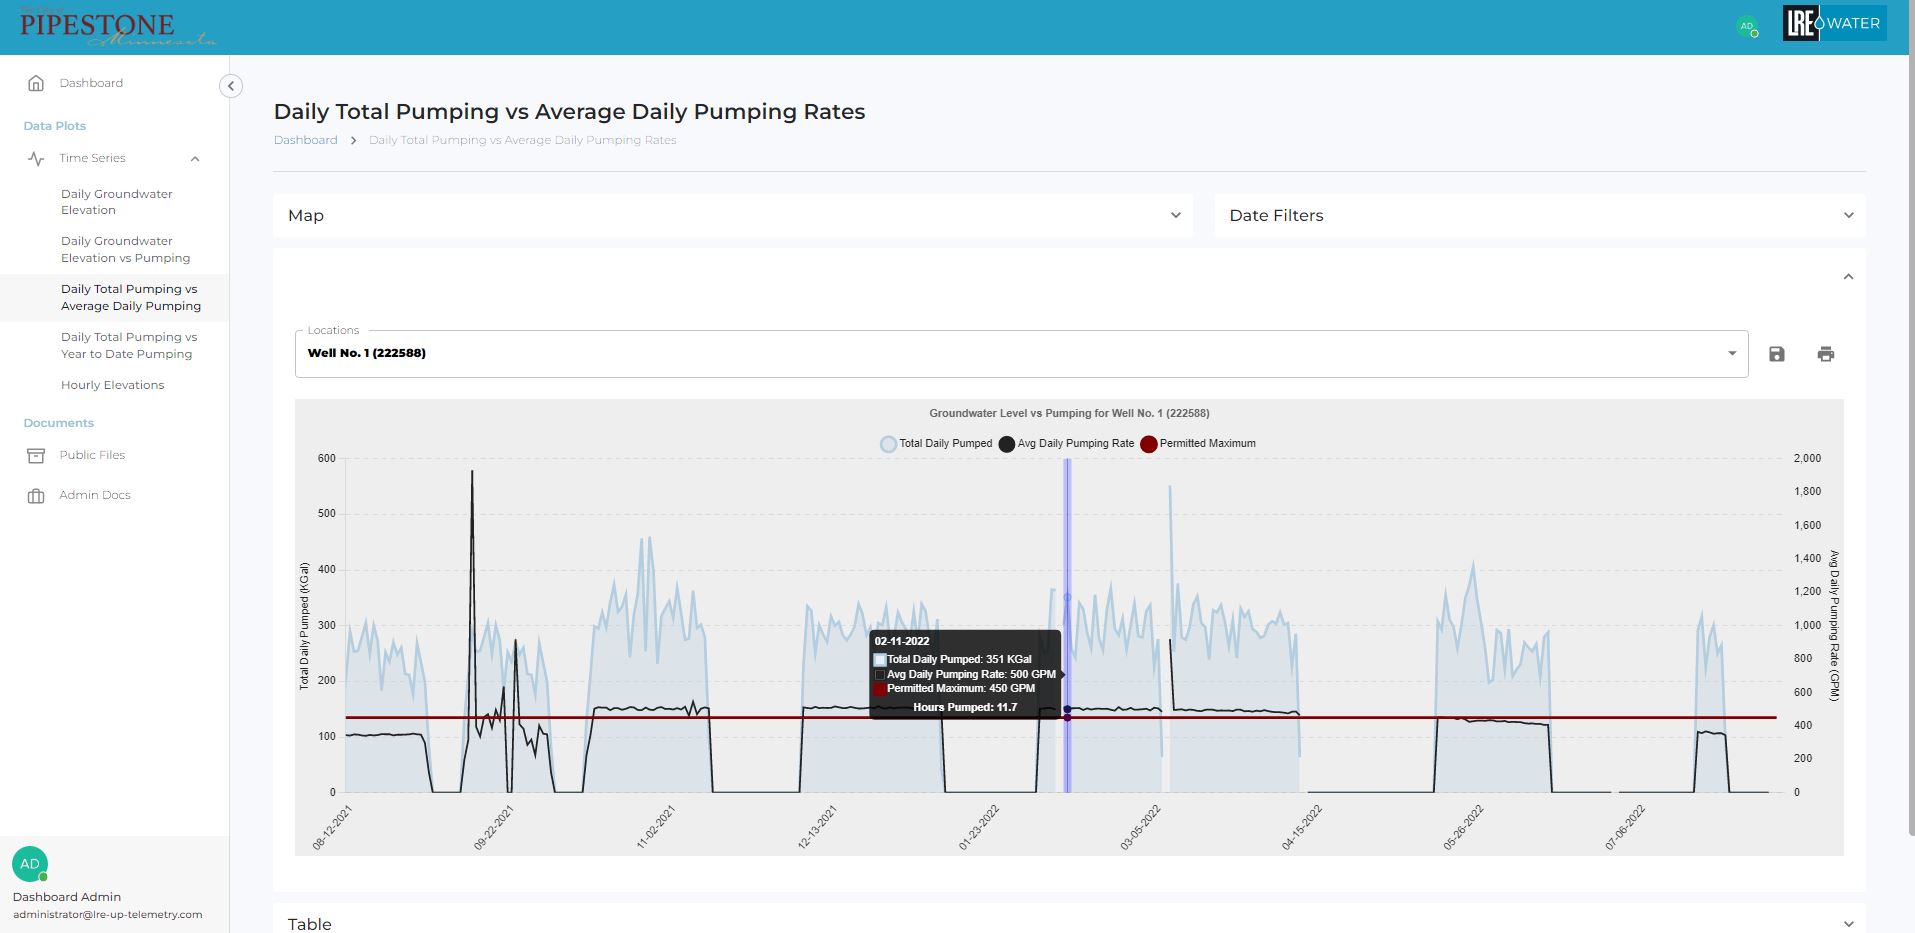 The City of
PIPESTONE
Minnesota
AD
LRE WATER
Dashboard
Data Plots
Time Series
Daily Groundwater
Elevation
Daily Groundwater
Elevation vs Pumping
Daily Total Pumping vs
Average Daily Pumping
Daily Total Pumping vs
Year to Date Pumping
Hourly Elevations
Documents
Public Files
Admin Docs
AD
Dashboard Admin
administrator@lre-up-telemetry.com
Daily Total Pumping vs Average Daily Pumping Rates
Dashboard > Daily Total Pumping vs Average Daily Pumping Rates
Map
Date Filters
Locations
Well No. 1 (222588)
Groundwater Level vs Pumping for Well No. 1 (222588)
Total Daily Pumped Avg Daily Pumping Rate Permitted Maximum
Total Daily Pumped (KGal)
600
500
400
300
200
100
0
02-11-2022
Total Daily Pumped: 351 KGal
Avg Daily Pumping Rate: 500 GPM
Permitted Maximum: 450 GPM
Hours Pumped: 11.7
2,000
1,800
1,600
1,400
1,200
1,000
800
600
400
200
0
Avg Daily Pumping Rate (GPM)
08-12-2021
09-22-2021
11-02-2021
12-13-2021
01-23-2022
03-05-2022
04-15-2022
05-26-2022
07-06-2022
Table